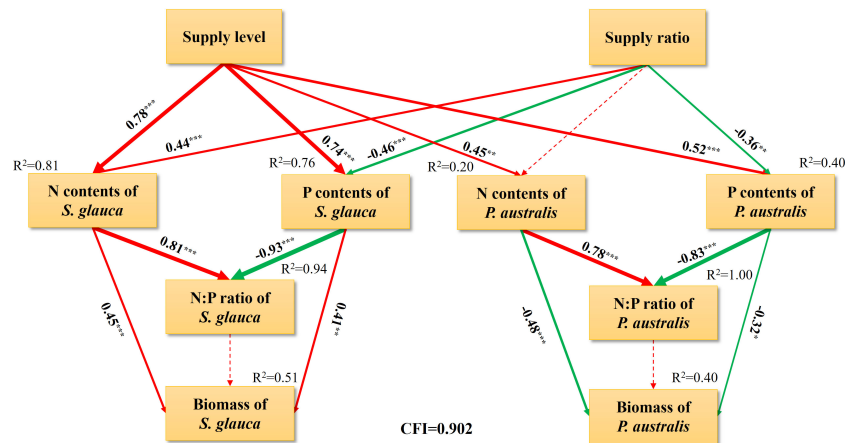 Supply level
Supply ratio
0.78***
0.44***
0.74***
-0.46***
0.45**
0.52***
-0.36**
R²=0.81
R²=0.76
R²=0.20
R²=0.40
N contents of
S. glauca
P contents of
S. glauca
N contents of
P. australis
P contents of
P. australis
0.81***
-0.93***
0.78***
-0.83***
R²=0.94
R²=1.00
N:P ratio of
S. glauca
N:P ratio of
P. australis
0.45***
0.41**
-0.48***
-0.32*
R²=0.51
R²=0.40
Biomass of
S. glauca
Biomass of
P. australis
CFI=0.902